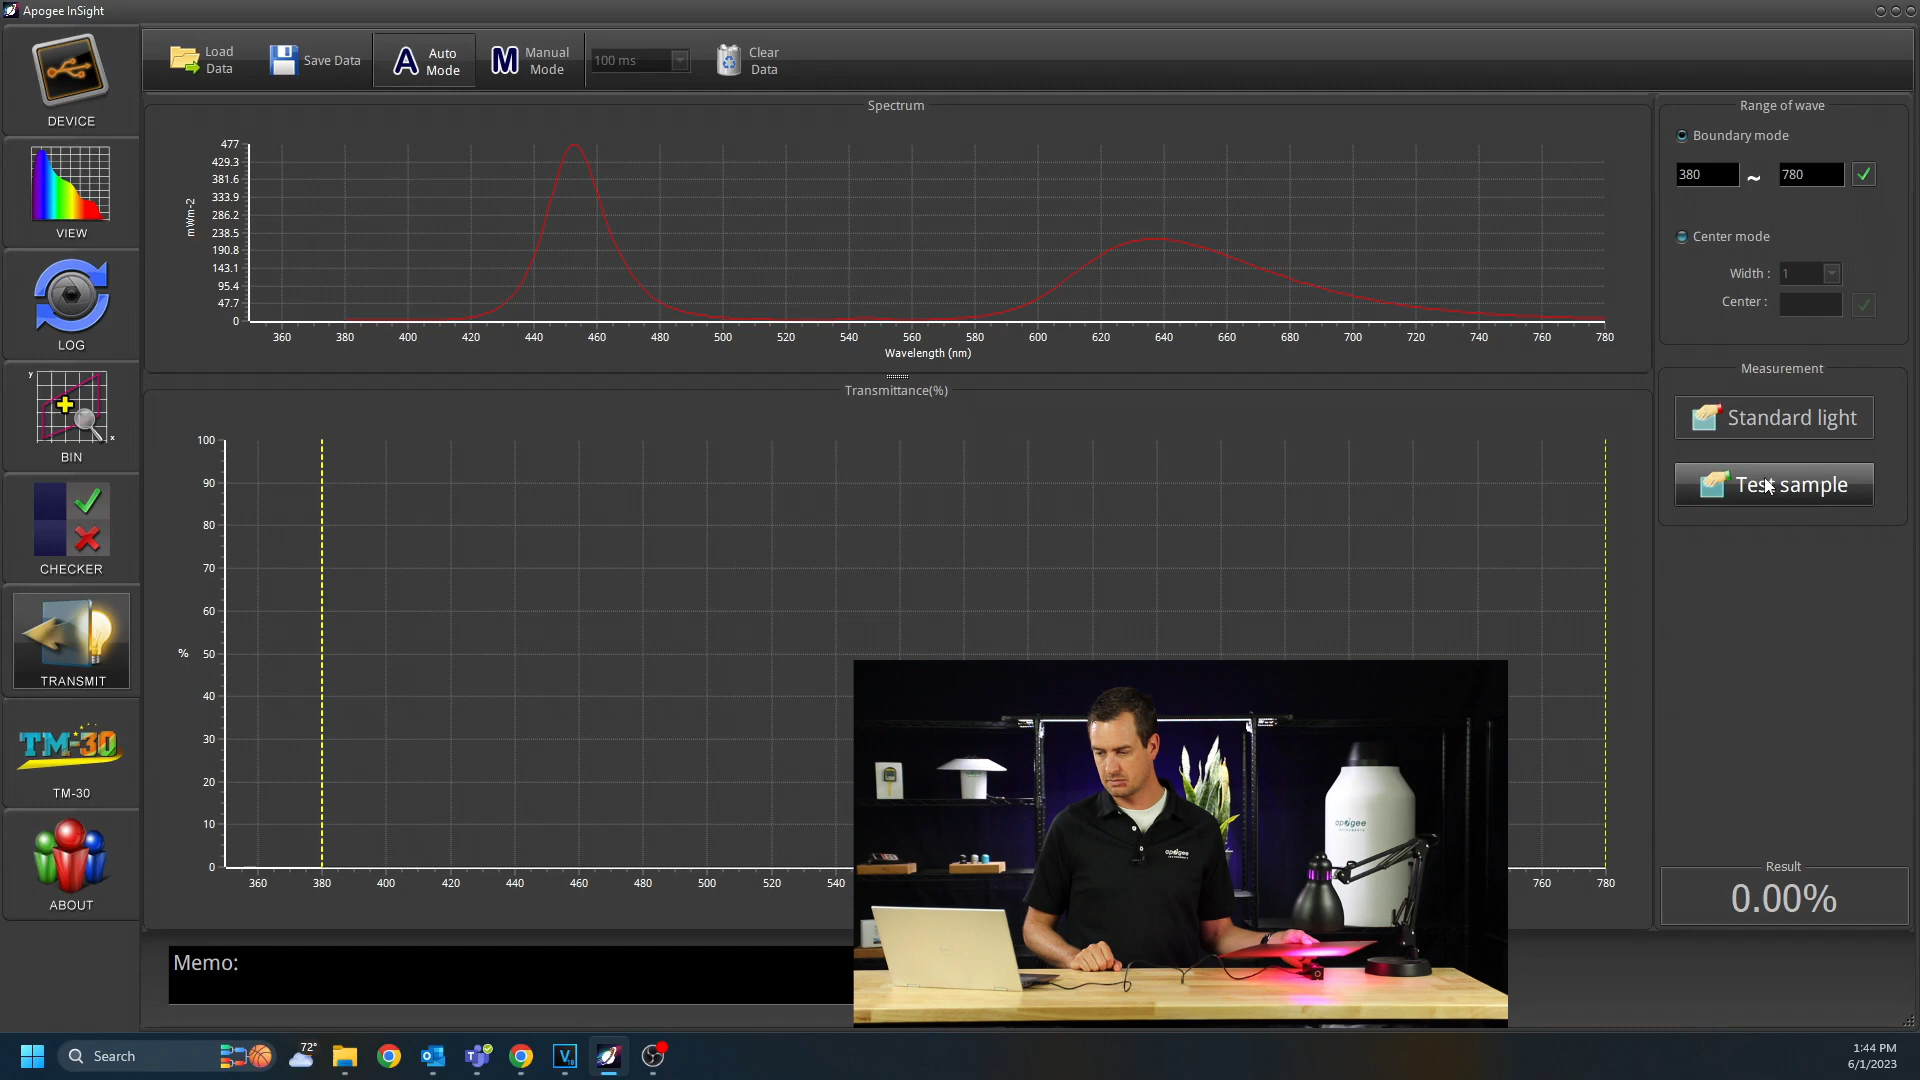 Apogee InSight
Load Data
Save Data
Auto Mode
Manual Mode
100 ms
Clear Data
DEVICE
VIEW
LOG
y
x
BIN
CHECKER
TRANSMIT
TM-30
TM-30
ABOUT
Spectrum
477
429.3
381.6
333.9
286.2
238.5
190.8
143.1
95.4
47.7
0
mWm-2
360 380 400 420 440 460 480 500 520 540 560 580 600 620 640 660 680 700 720 740 760 780
Wavelength (nm)
Transmittance(%)
100
90
80
70
60
50
40
30
20
10
0
%
360 380 400 420 440 460 480 500 520 540 760 780
Range of wave
Boundary mode
380 ~ 780
Center mode
Width : 1
Center :
Measurement
Standard light
Test sample
Result
0.00%
Memo:
apogee
INSTRUMENTS
apogee
INSTRUMENTS
Search
72°
1:44 PM
6/1/2023